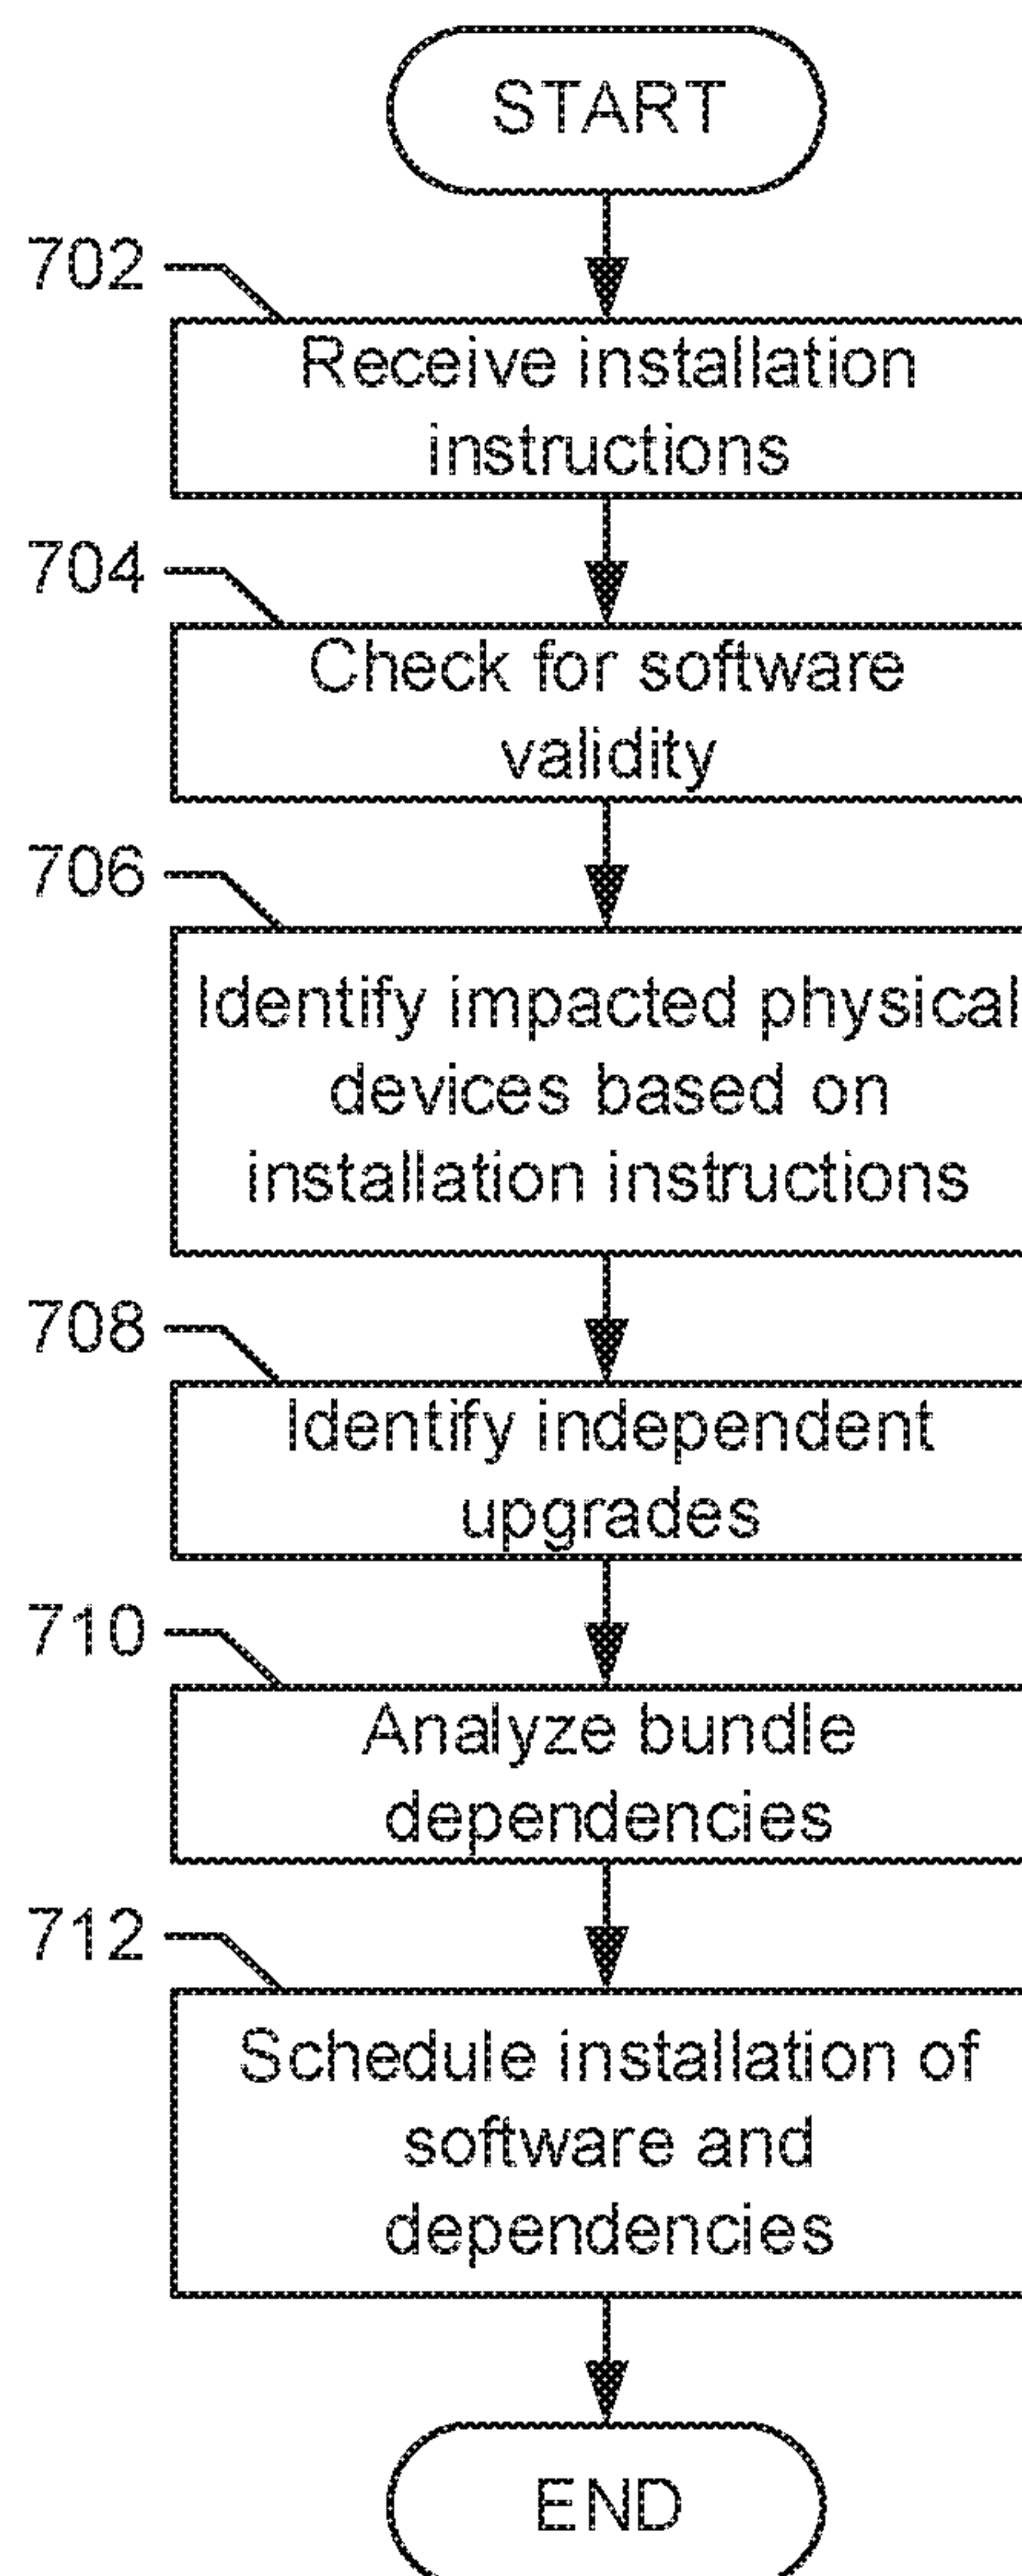 START
702
Receive installation
instructions
704
Check for software
validity
706
Identify impacted physical
devices based on
installation instructions
708
Identify independent
upgrades
710
Analyze bundle
dependencies
712
Schedule installation of
software and
dependencies
END